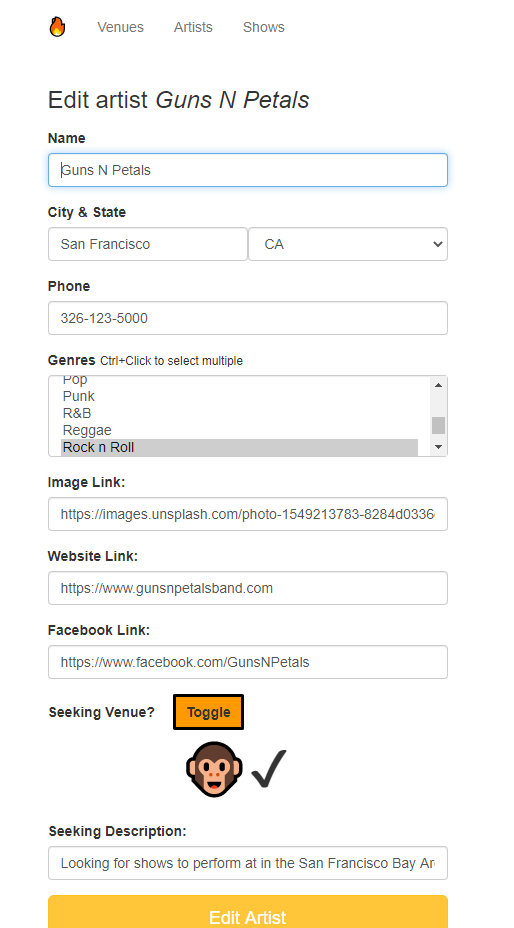 Venues Artists Shows
Edit artist Guns N Petals
Name
Guns N Petals
City & State
San Francisco CA
Phone
326-123-5000
Genres Ctrl+Click to select multiple
Pop
Punk
R&B
Reggae
Rock n Roll
Image Link:
https://images.unsplash.com/photo-1549213783-8284d0336
Website Link:
https://www.gunsnpetalsband.com
Facebook Link:
https://www.facebook.com/GunsNPetals
Seeking Venue? Toggle
Seeking Description:
Looking for shows to perform at in the San Francisco Bay Ar
Edit Artist